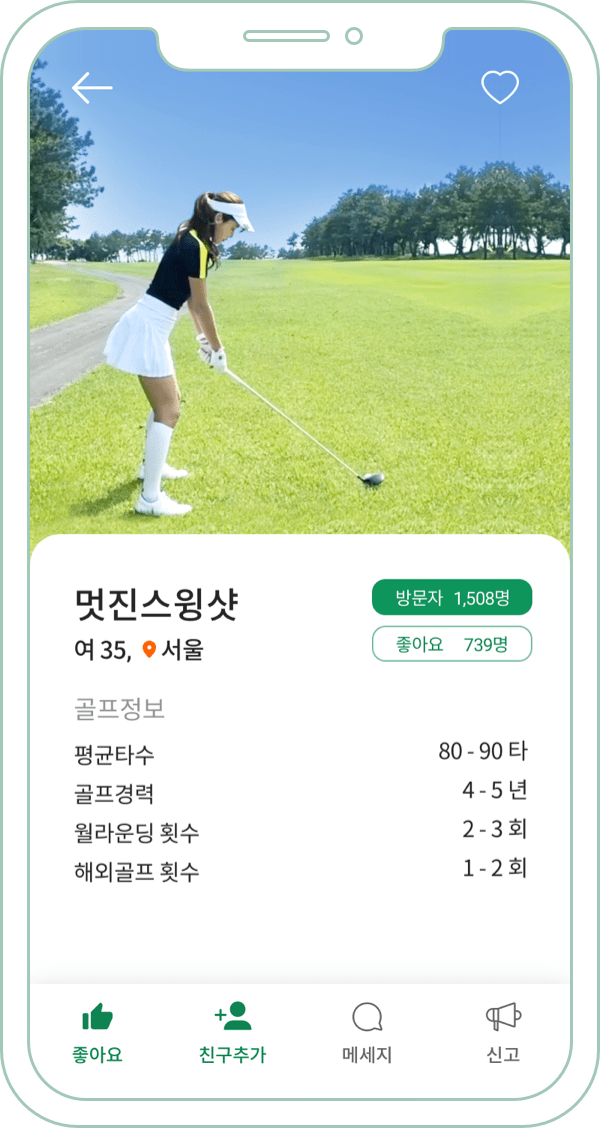 멋진스윙샷
방문자 1,508명
여 35, 서울
좋아요 739명
골프정보
평균타수 80 - 90 타
골프경력 4 - 5 년
월라운딩 횟수 2 - 3 회
해외골프 횟수 1 - 2 회
좋아요 친구추가 메세지 신고